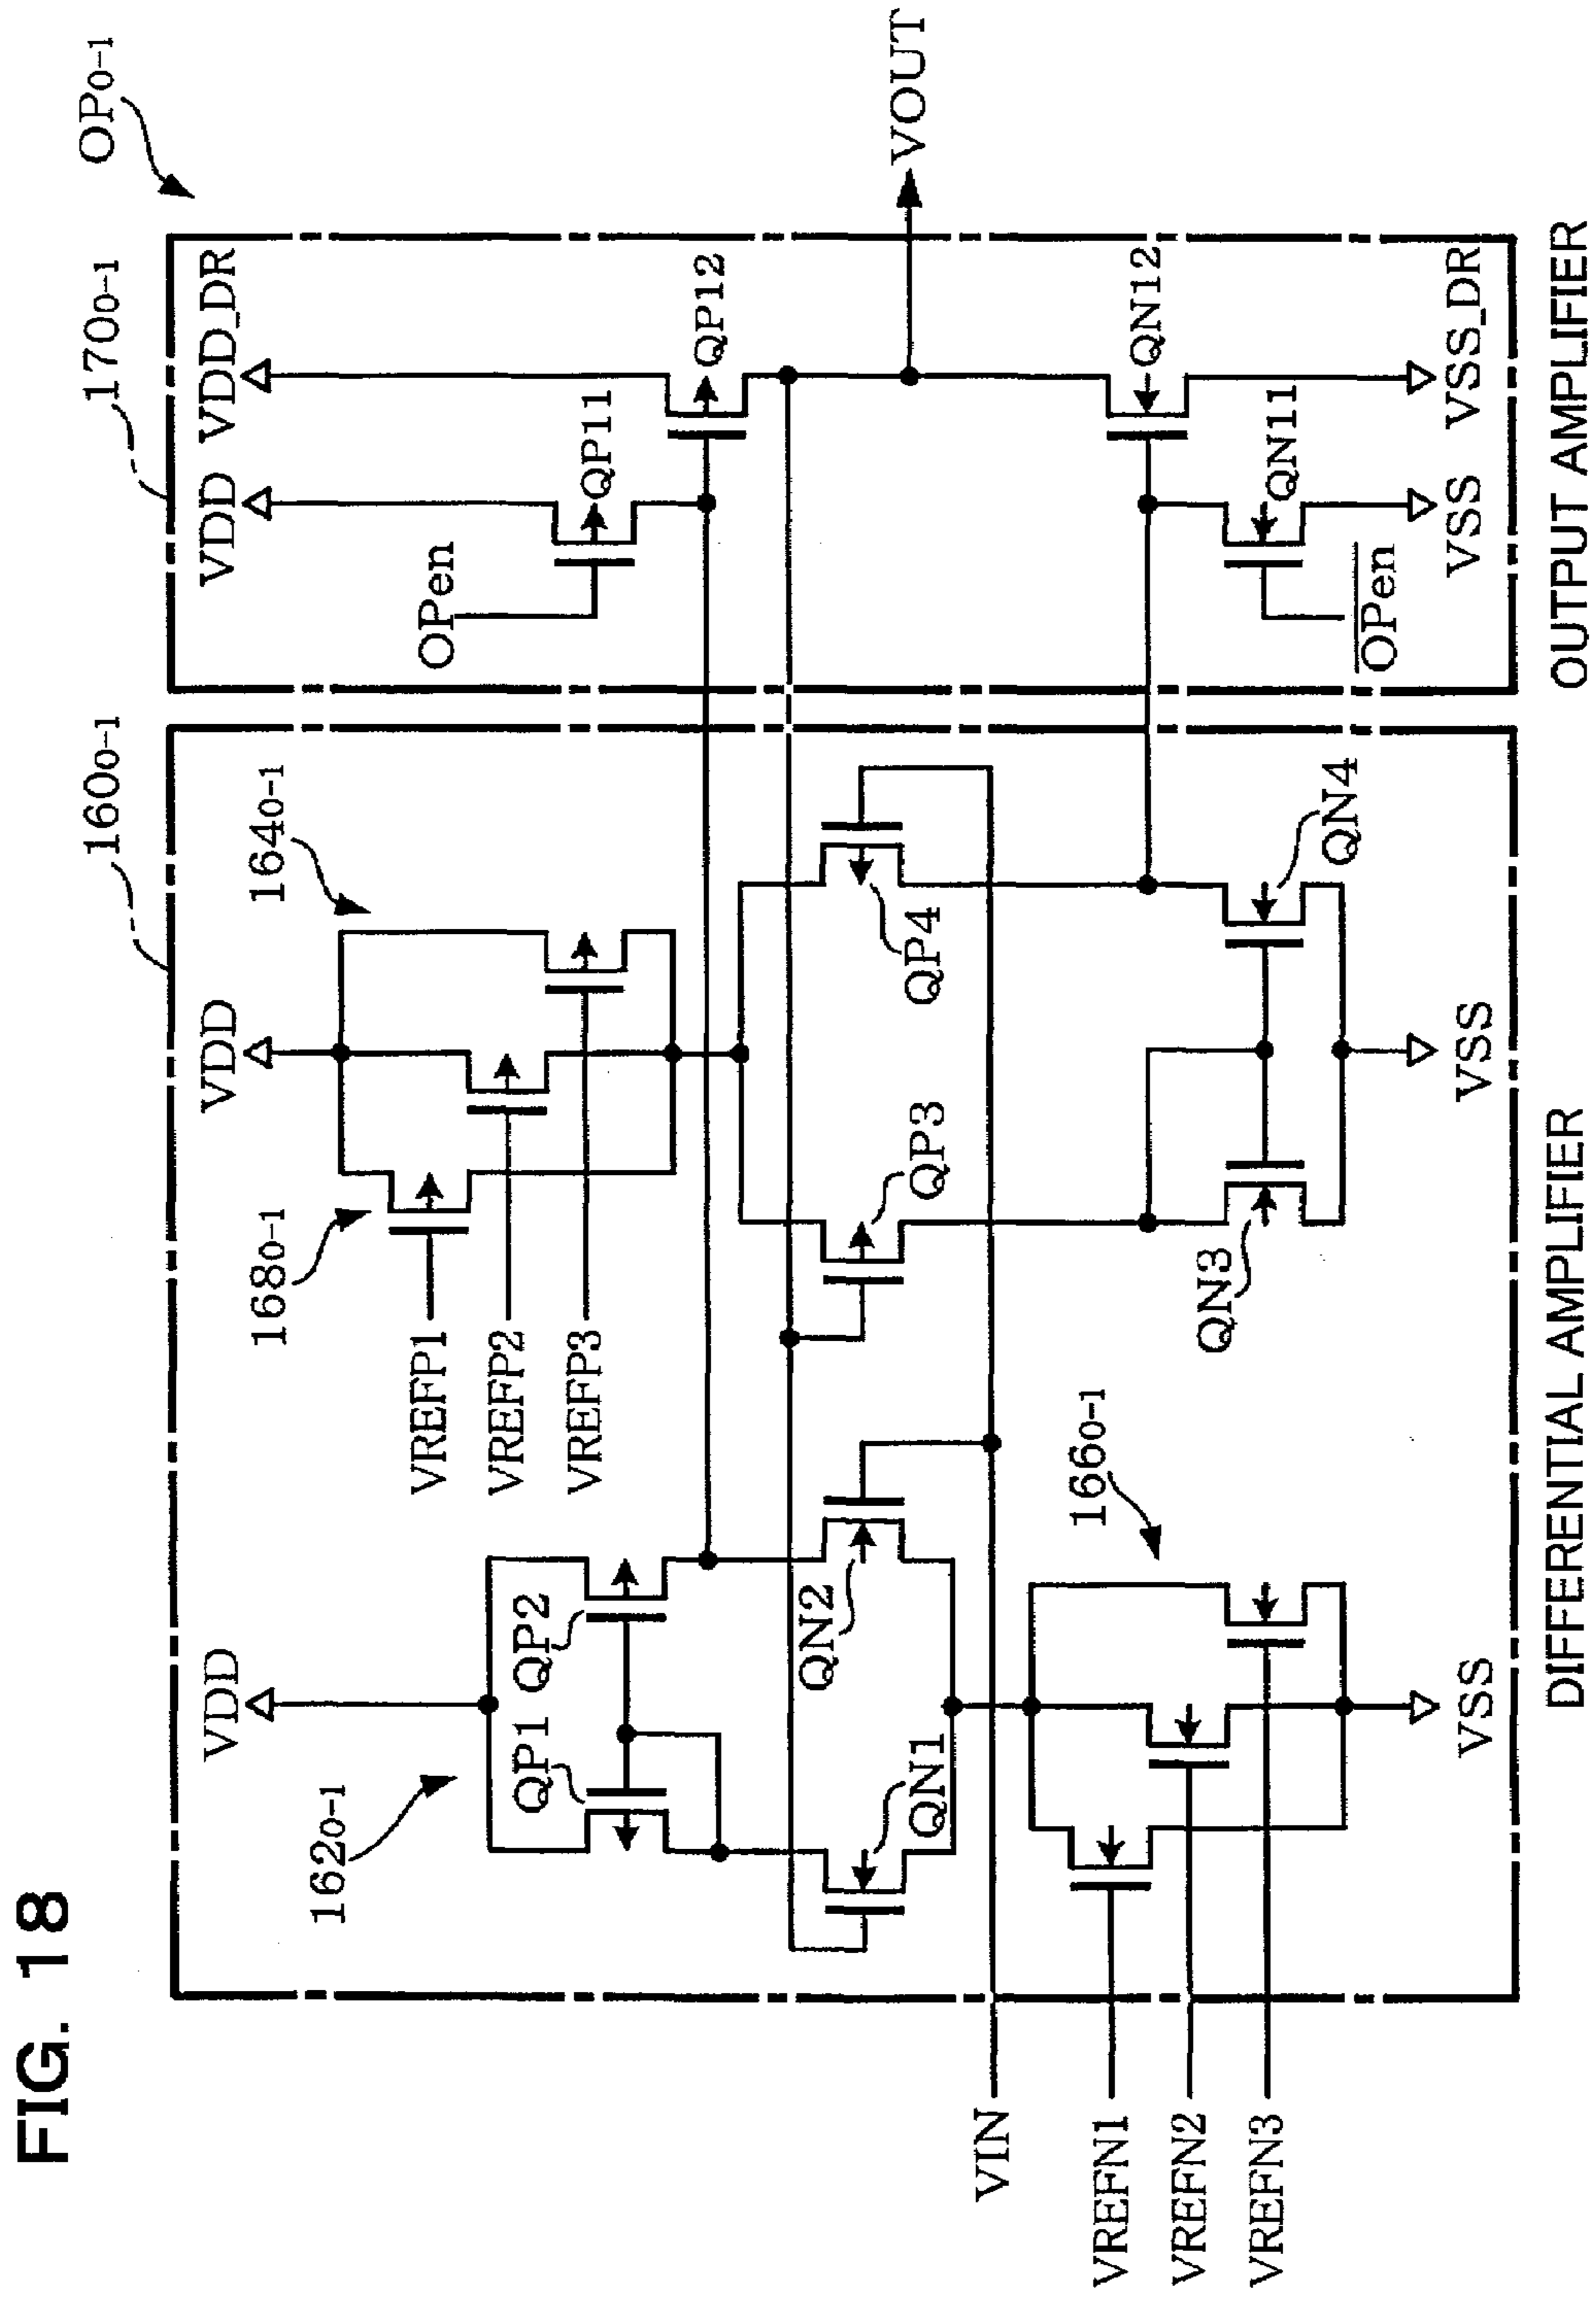 FIG. 18
OP0-1
1600-1
1700-1
VDD
VDD
VDD
VDD_DR
1620-1
1680-1
1640-1
QP1
QP2
VREFP1
VREFP2
VREFP3
OPen
QP11
QP12
QN1
QN2
QP3
QP4
VOUT
VIN
1660-1
QN3
QN4
QN12
QN11
VREFN1
VREFN2
VREFN3
OPen
VSS
VSS
VSS
VSS_DR
DIFFERENTIAL AMPLIFIER
OUTPUT AMPLIFIER